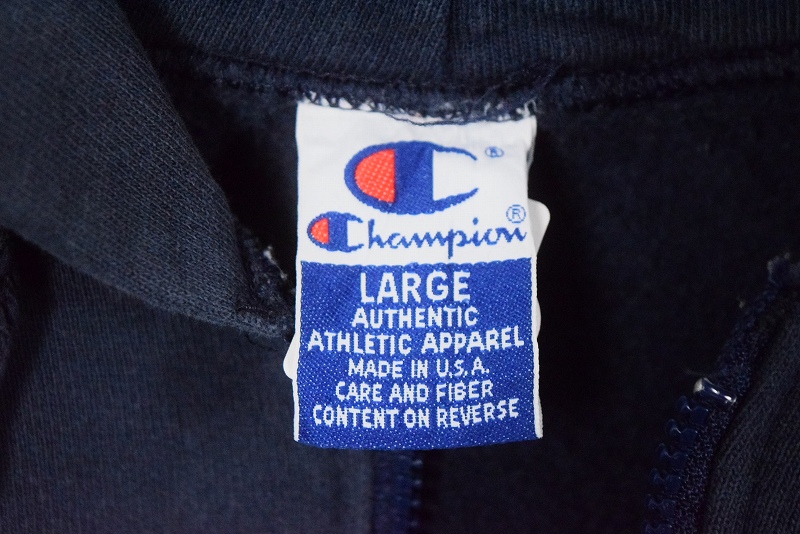 ®
Champion®
LARGE
AUTHENTIC
ATHLETIC APPAREL
MADE IN U.S.A.
CARE AND FIBER
CONTENT ON REVERSE